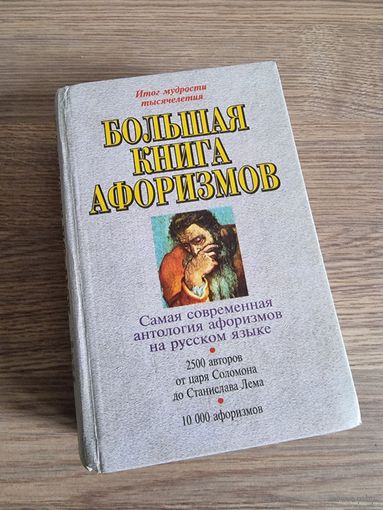 Итог мудрости
тысячелетия
БОЛЬШАЯ
КНИГА
АФОРИЗМОВ
Самая современная
антология афоризмов
на русском языке
2500 авторов
от царя Соломона
до Станислава Лема
10 000 афоризмов